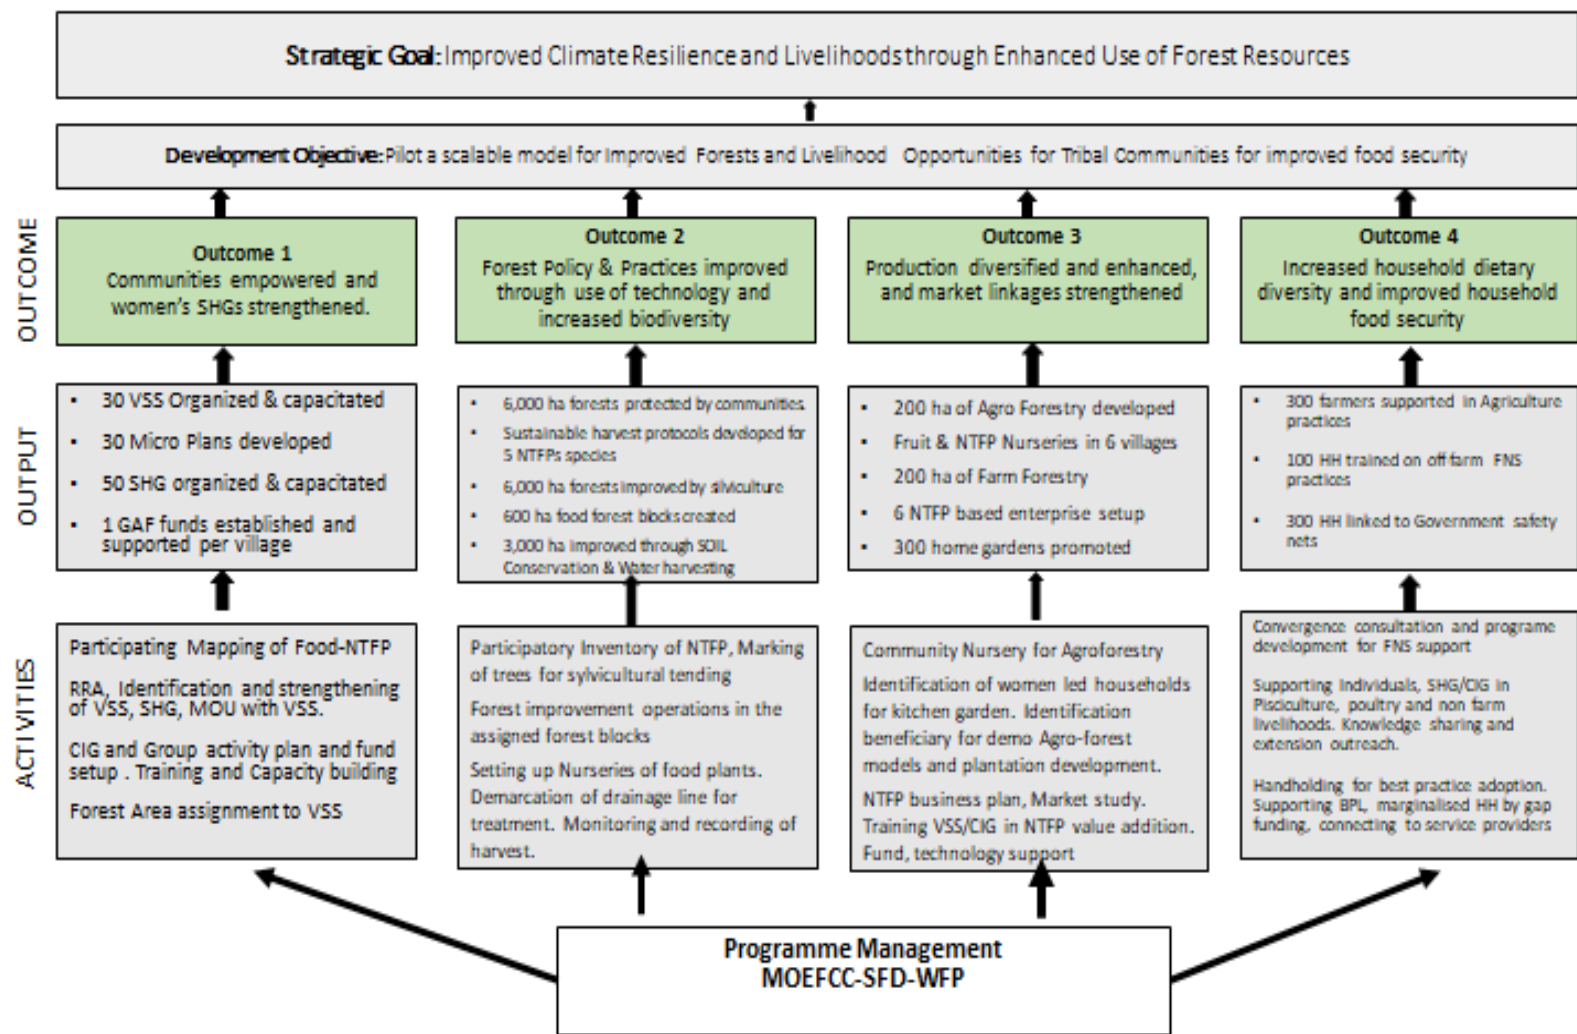 Strategic Goal: Improved Climate Resilience and Livelihoods through Enhanced Use of Forest Resources
Development Objective: Pilot a scalable model for Improved Forests and Livelihood Opportunities for Tribal Communities for improved food security
OUTCOME
Outcome 1
Communities empowered and
women's SHGs strengthened.
Outcome 2
Forest Policy & Practices improved
through use of technology and
increased biodiversity
Outcome 3
Production diversified and enhanced,
and market linkages strengthened
Outcome 4
Increased household dietary
diversity and improved household
food security
OUTPUT
▪ 30 VSS Organized & capacitated
▪ 30 Micro Plans developed
▪ 50 SHG organized & capacitated
▪ 1 GAF funds established and
supported per village
▪ 6,000 ha forests protected by communities.
▪ Sustainable harvest protocols developed for
5 NTFPs species
▪ 6,000 ha forests improved by silviculture
▪ 600 ha food forest blocks created
▪ 3,000 ha improved through SOIL
Conservation & Water harvesting
▪ 200 ha of Agro Forestry developed
▪ Fruit & NTFP Nurseries in 6 villages
▪ 200 ha of Farm Forestry
▪ 6 NTFP based enterprise setup
▪ 300 home gardens promoted
▪ 300 farmers supported in Agriculture
practices
▪ 100 HH trained on off-farm FNS
practices
▪ 300 HH linked to Government safety
nets
ACTIVITIES
Participating Mapping of Food-NTFP
RRA, Identification and strengthening
of VSS, SHG, MOU with VSS.
CIG and Group activity plan and fund
setup . Training and Capacity building
Forest Area assignment to VSS
Participatory Inventory of NTFP, Marking
of trees for sylvicultural tending
Forest improvement operations in the
assigned forest blocks
Setting up Nurseries of food plants.
Demarcation of drainage line for
treatment. Monitoring and recording of
harvest.
Community Nursery for Agroforestry
Identification of women led households
for kitchen garden. Identification
beneficiary for demo Agro-forest
models and plantation development.
NTFP business plan, Market study.
Training VSS/CIG in NTFP value addition.
Fund, technology support
Convergence consultation and programe
development for FNS support
Supporting Individuals, SHG/CIG in
Pisciculture, poultry and non farm
livelihoods. Knowledge sharing and
extension outreach.
Handholding for best practice adoption.
Supporting BPL, marginalised HH by gap
funding, connecting to service providers
Programme Management
MOEFCC-SFD-WFP